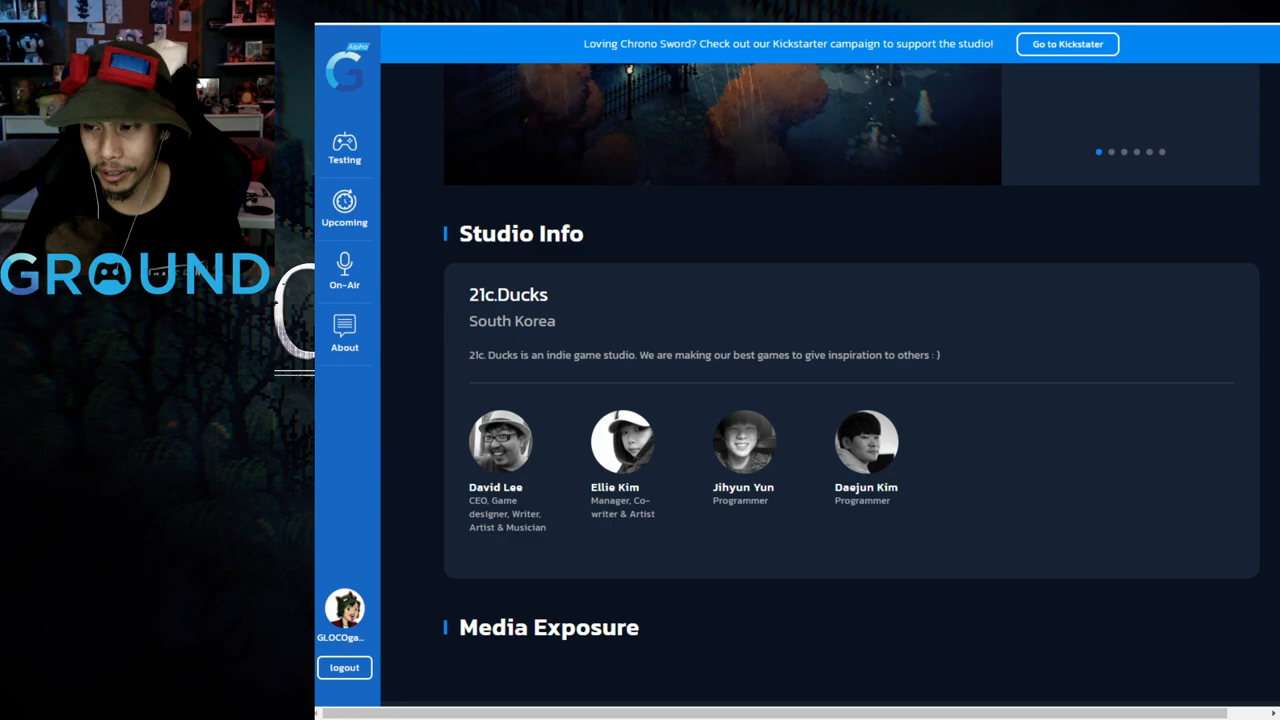 Loving Chrono Sword? Check out our Kickstarter campaign to support the studio!
Go to Kickstater
Alpha
G
Testing
Upcoming
On-Air
About
GLOCOga...
logout
GROUND
Studio Info
21c.Ducks
South Korea
21c. Ducks is an indie game studio. We are making our best games to give inspiration to others : )
David Lee
CEO, Game
designer, Writer,
Artist & Musician
Ellie Kim
Manager, Co-
writer & Artist
Jihyun Yun
Programmer
Daejun Kim
Programmer
Media Exposure